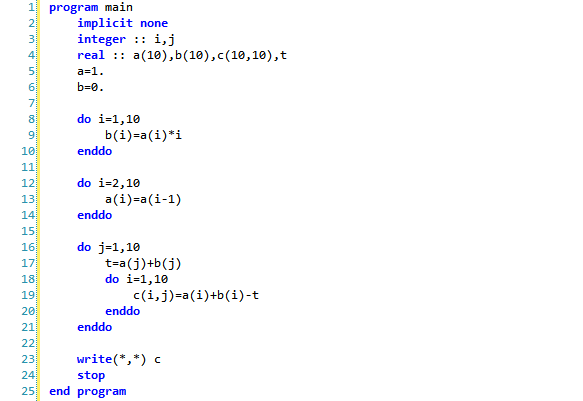 1 program main
2     implicit none
3     integer :: i,j
4     real :: a(10),b(10),c(10,10),t
5     a=1.
6     b=0.
7
8     do i=1,10
9         b(i)=a(i)*i
10     enddo
11
12     do i=2,10
13         a(i)=a(i-1)
14     enddo
15
16     do j=1,10
17         t=a(j)+b(j)
18         do i=1,10
19             c(i,j)=a(i)+b(i)-t
20         enddo
21     enddo
22
23     write(*,*) c
24     stop
25 end program